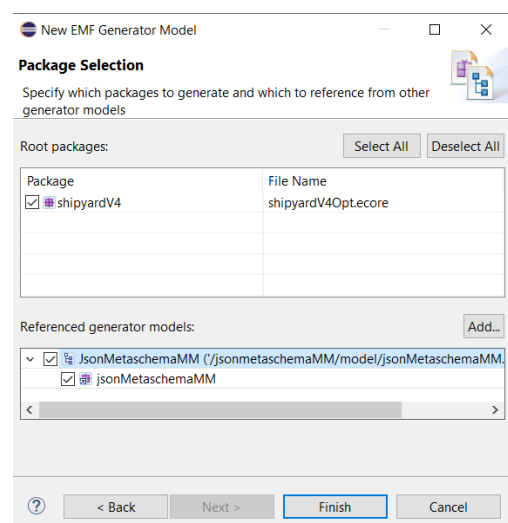 New EMF Generator Model
Package Selection
Specify which packages to generate and which to reference from other
generator models
Root packages:
Select All
Deselect All
Package
File Name
shipyardV4
shipyardV4Opt.ecore
Referenced generator models:
Add...
JsonMetaschemaMM ('/jsonmetaschemaMM/model/jsonMetaschemaMM.
jsonMetaschemaMM
?
< Back
Next >
Finish
Cancel